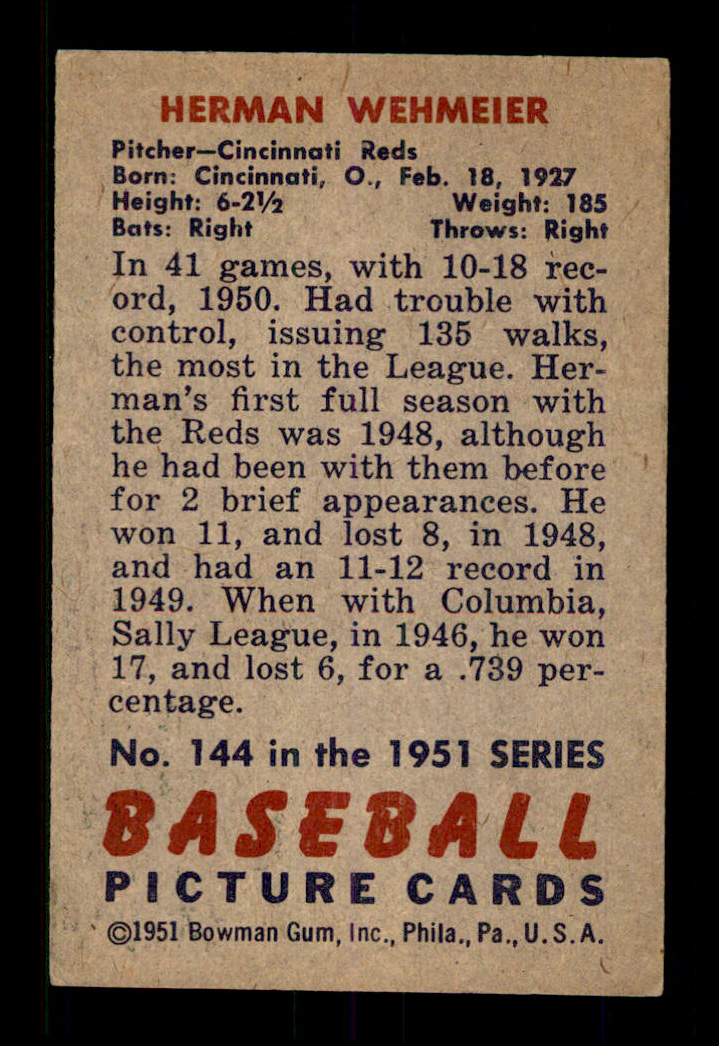 HERMAN WEHMEIER
Pitcher—Cincinnati Reds
Born: Cincinnati, O., Feb. 18, 1927
Height: 6-2½ Weight: 185
Bats: Right Throws: Right
In 41 games, with 10-18 rec-
ord, 1950. Had trouble with
control, issuing 135 walks,
the most in the League. Her-
man's first full season with
the Reds was 1948, although
he had been with them before
for 2 brief appearances. He
won 11, and lost 8, in 1948,
and had an 11-12 record in
1949. When with Columbia,
Sally League, in 1946, he won
17, and lost 6, for a .739 per-
centage.
No. 144 in the 1951 SERIES
BASEBALL
PICTURE CARDS
©1951 Bowman Gum, Inc., Phila., Pa., U.S.A.